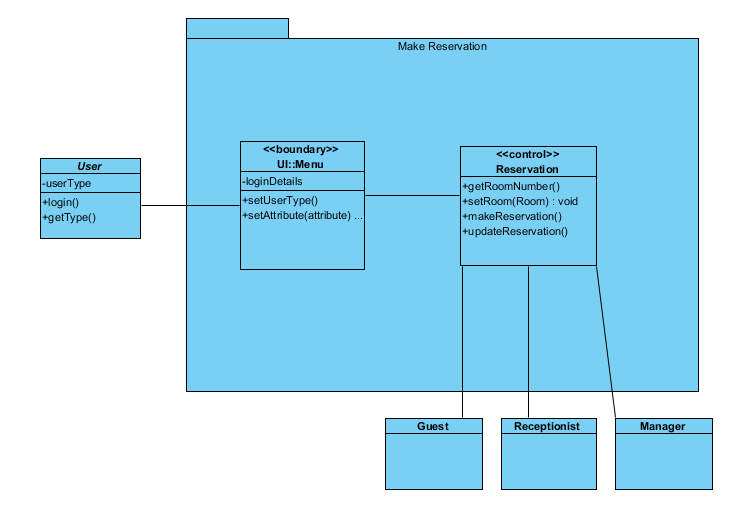 Make Reservation
User
-userType
+login()
+getType()
<<boundary>>
UI::Menu
-loginDetails
+setUserType()
+setAttribute(attribute) ...
<<control>>
Reservation
+getRoomNumber()
+setRoom(Room) : void
+makeReservation()
+updateReservation()
Guest
Receptionist
Manager